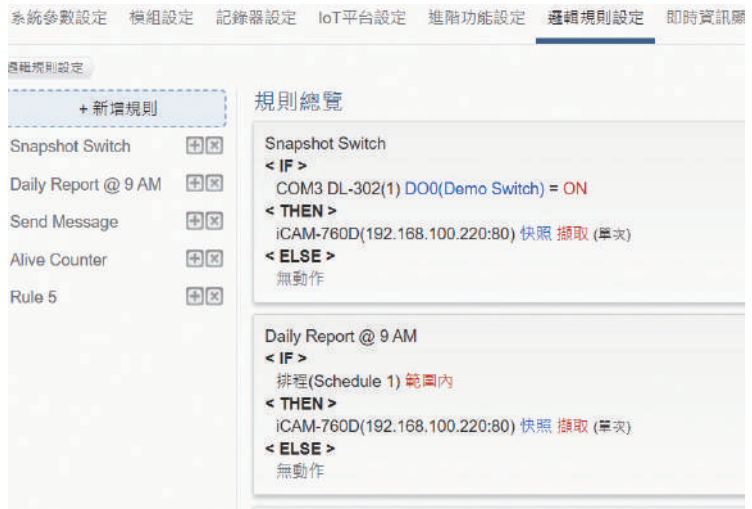 系統參數設定 模組設定 記錄器設定 IoT平台設定 進階功能設定 邏輯規則設定 即時資訊顯
邏輯規則設定
+ 新增規則
Snapshot Switch
Daily Report @ 9 AM
Send Message
Alive Counter
Rule 5
規則總覽
Snapshot Switch
< IF >
COM3 DL-302(1) DO0(Demo Switch) = ON
< THEN >
iCAM-760D(192.168.100.220:80) 快照 擷取 (單次)
< ELSE >
無動作
Daily Report @ 9 AM
< IF >
排程(Schedule 1) 範圍內
< THEN >
iCAM-760D(192.168.100.220:80) 快照 擷取 (單次)
< ELSE >
無動作